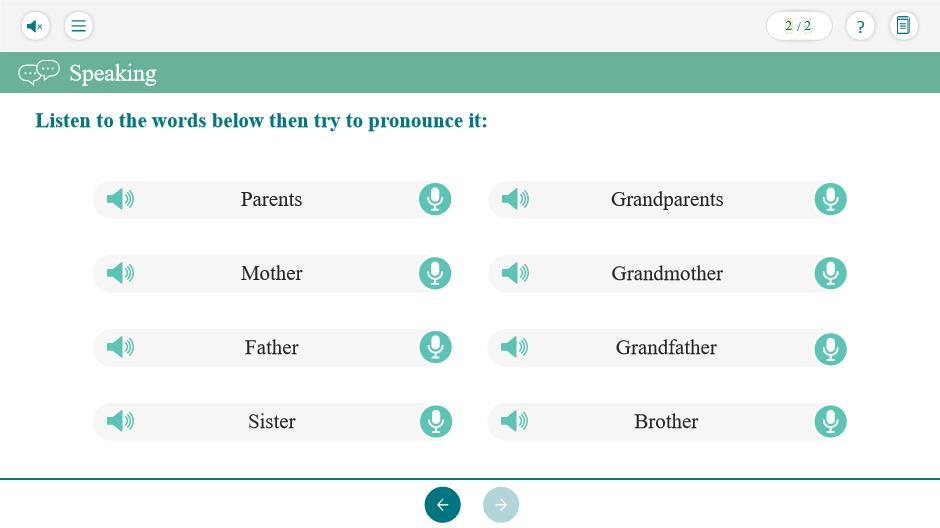 2 / 2
?
Speaking
Listen to the words below then try to pronounce it:
Parents
Grandparents
Mother
Grandmother
Father
Grandfather
Sister
Brother